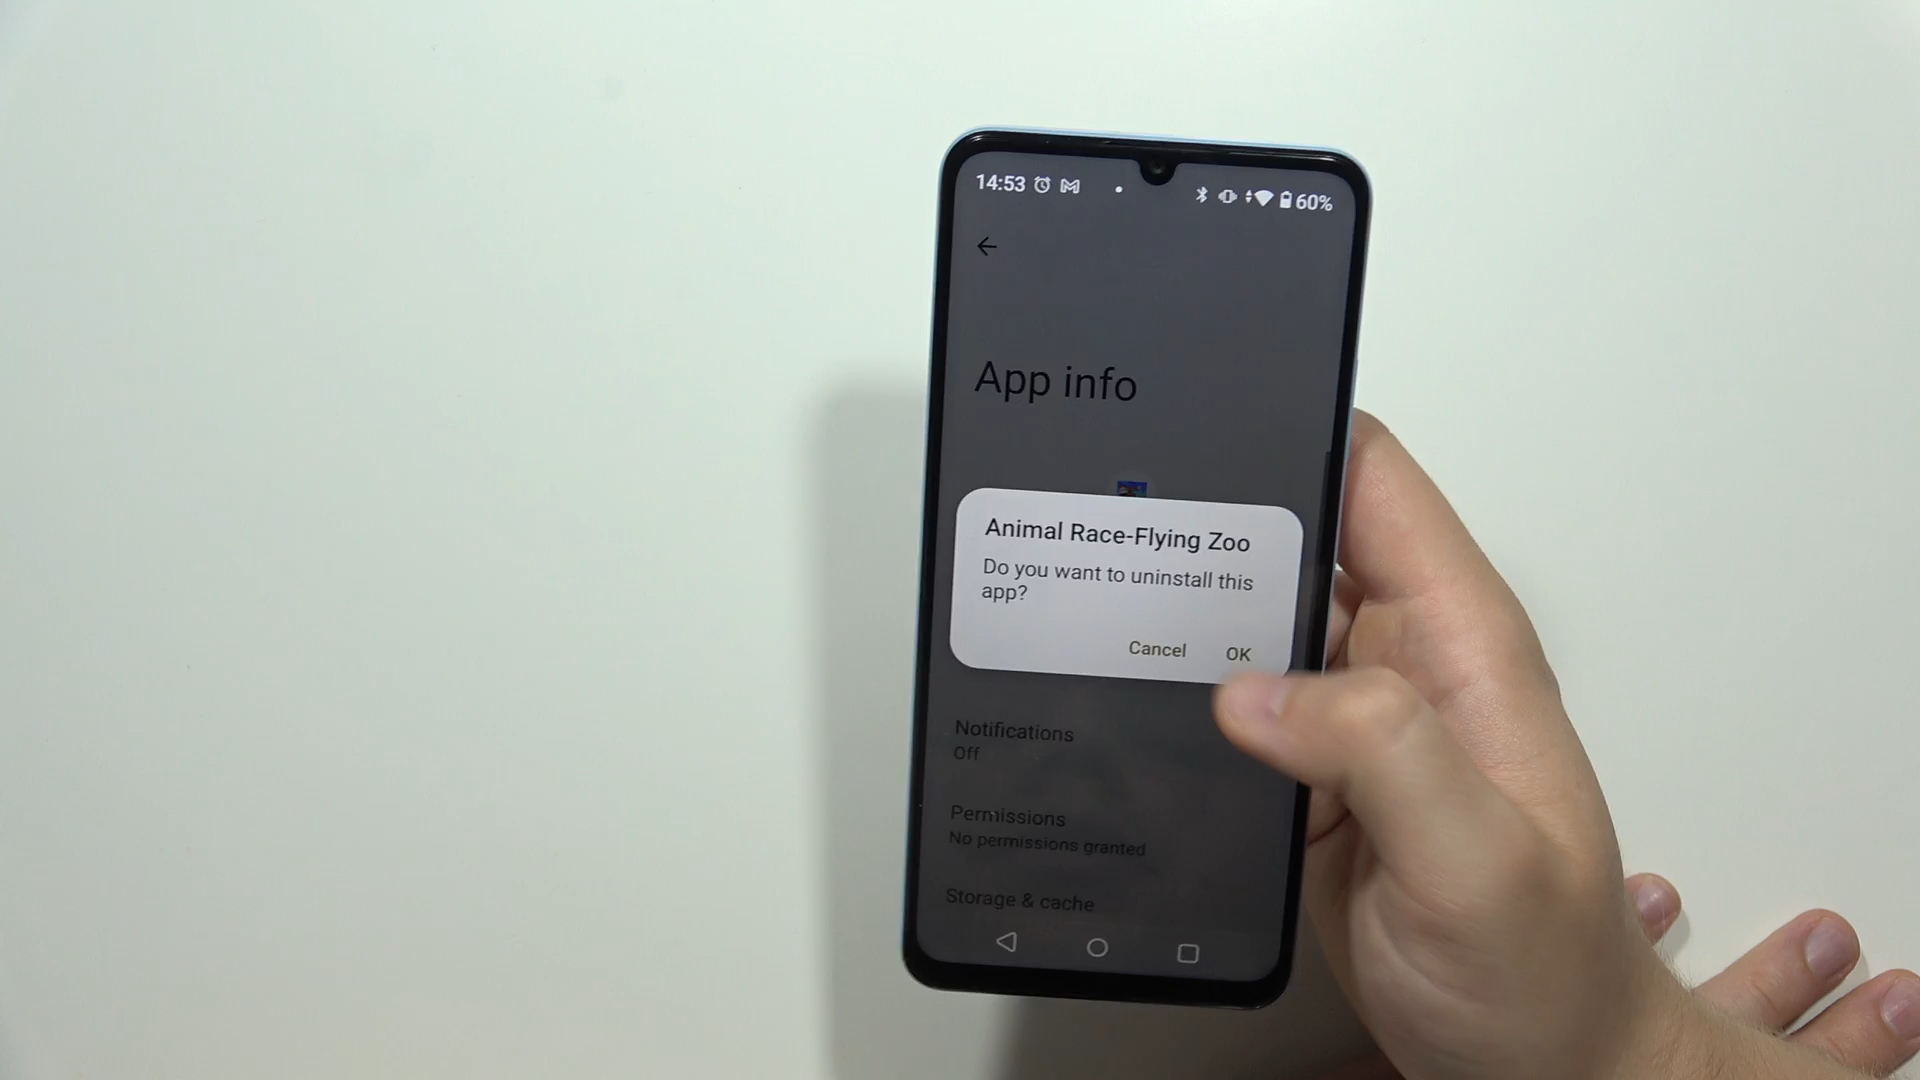 14:53
60%
App info
Animal Race-Flying Zoo
Do you want to uninstall this
app?
Cancel OK
Notifications
Off
Permissions
No permissions granted
Storage & cache